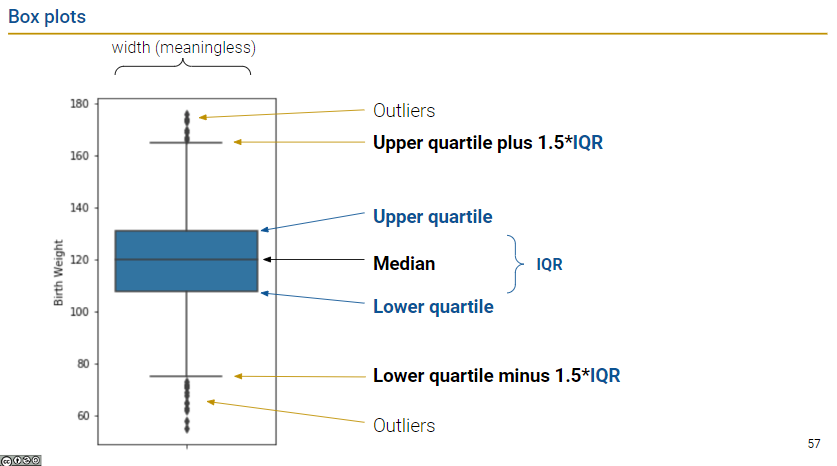 Box plots
width (meaningless)
180
160
140
120
100
80
60
Birth Weight
Outliers
Upper quartile plus 1.5*IQR
Upper quartile
Median
IQR
Lower quartile
Lower quartile minus 1.5*IQR
Outliers
57